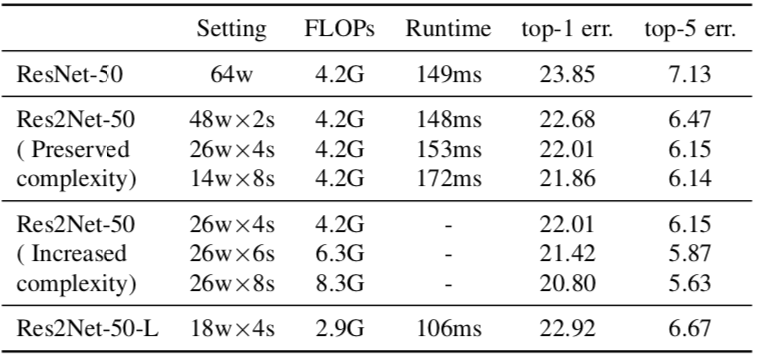 Setting FLOPs Runtime top-1 err. top-5 err.
ResNet-50 64w 4.2G 149ms 23.85 7.13
Res2Net-50 48w×2s 4.2G 148ms 22.68 6.47
( Preserved 26w×4s 4.2G 153ms 22.01 6.15
complexity) 14w×8s 4.2G 172ms 21.86 6.14
Res2Net-50 26w×4s 4.2G - 22.01 6.15
( Increased 26w×6s 6.3G - 21.42 5.87
complexity) 26w×8s 8.3G - 20.80 5.63
Res2Net-50-L 18w×4s 2.9G 106ms 22.92 6.67